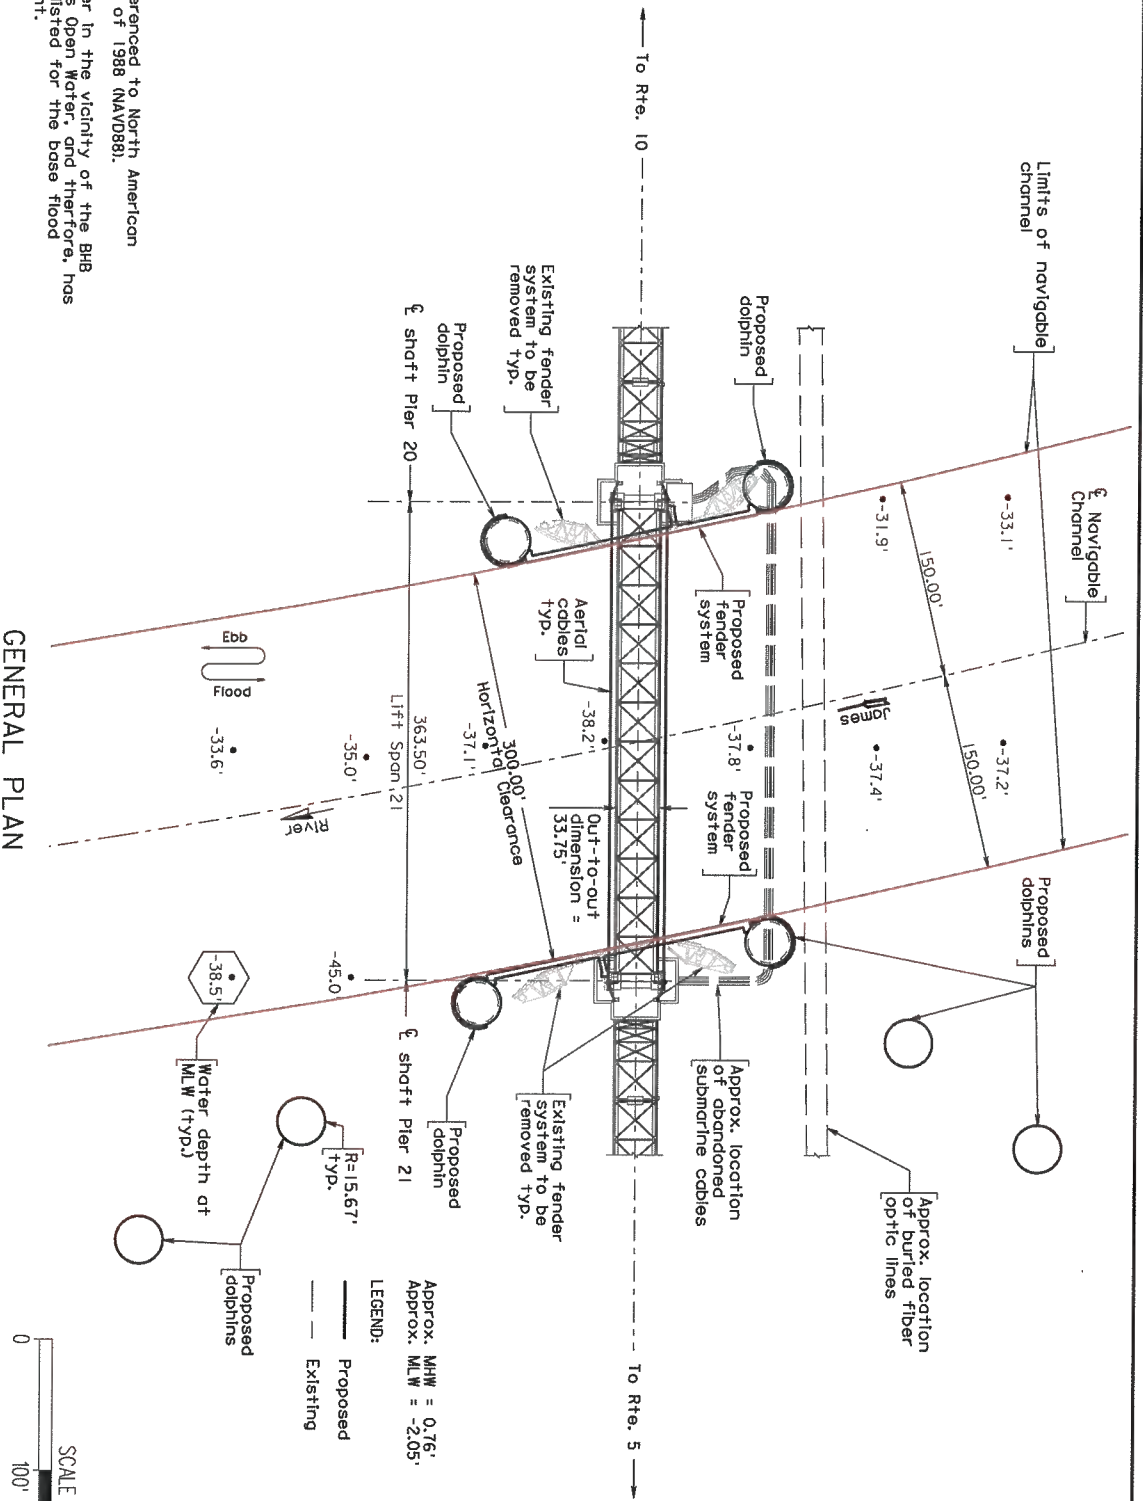 Limits of navigable
channel
℄ Navigable
Channel
Proposed
dolphins
•-33.1'
•-37.2'
150.00'
150.00'
•-31.9'
•-37.4'
James
Approx. location
of buried fiber
optic lines
Proposed
dolphin
Proposed
fender
system
-37.8'
Proposed
fender
system
Approx. location
of abandoned
submarine cables
To Rte. 10
To Rte. 5
Existing fender
system to be
removed typ.
Aerial
cables
typ.
-38.2'
Out-to-out
dimension =
33.75'
Existing fender
system to be
removed typ.
Proposed
dolphin
-37.1'
300.00'
Horizontal Clearance
Proposed
dolphin
℄ shaft Pier 20
363.50'
Lift Span 21
℄ shaft Pier 21
Approx. MHW = 0.76'
Approx. MLW = -2.05'
LEGEND:
Proposed
Existing
-35.0'
-45.0
River
R=15.67'
typ.
Ebb
Flood
-33.6'
-38.5'
Water depth at
MLW (typ.)
Proposed
dolphins
erenced to North American
of 1988 (NAVD88).
er in the vicinity of the BHB
s Open Water, and therfore, has
isted for the base flood
nt.
GENERAL PLAN
SCALE
0
100'